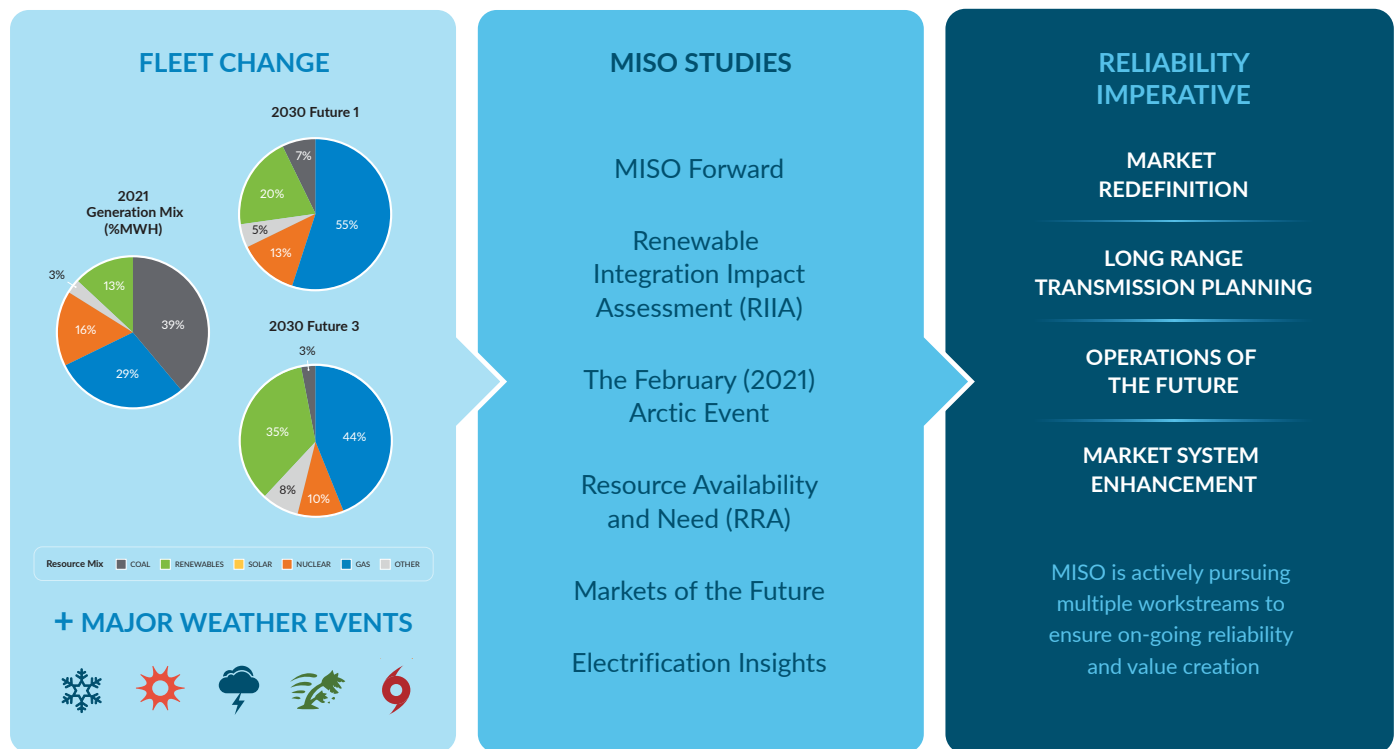 FLEET CHANGE
2030 Future 1
7%
20%
55%
5%
13%
2021
Generation Mix
(%MWH)
3%
13%
39%
16%
29%
2030 Future 3
3%
35%
44%
8%
10%
Resource Mix COAL RENEWABLES SOLAR NUCLEAR GAS OTHER
+ MAJOR WEATHER EVENTS
MISO STUDIES
MISO Forward
Renewable
Integration Impact
Assessment (RIIA)
The February (2021)
Arctic Event
Resource Availability
and Need (RRA)
Markets of the Future
Electrification Insights
RELIABILITY
IMPERATIVE
MARKET
REDEFINITION
LONG RANGE
TRANSMISSION PLANNING
OPERATIONS OF
THE FUTURE
MARKET SYSTEM
ENHANCEMENT
MISO is actively pursuing
multiple workstreams to
ensure on-going reliability
and value creation